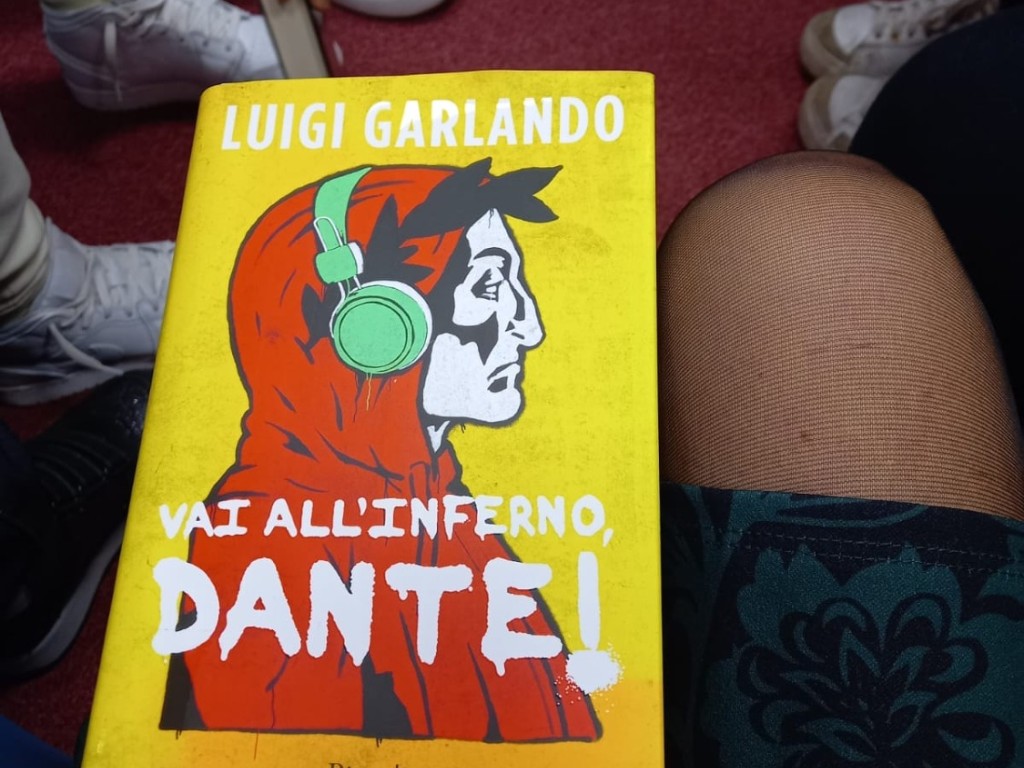 LUIGI GARLANDO
VAI ALL'INFERNO,
DANTE!